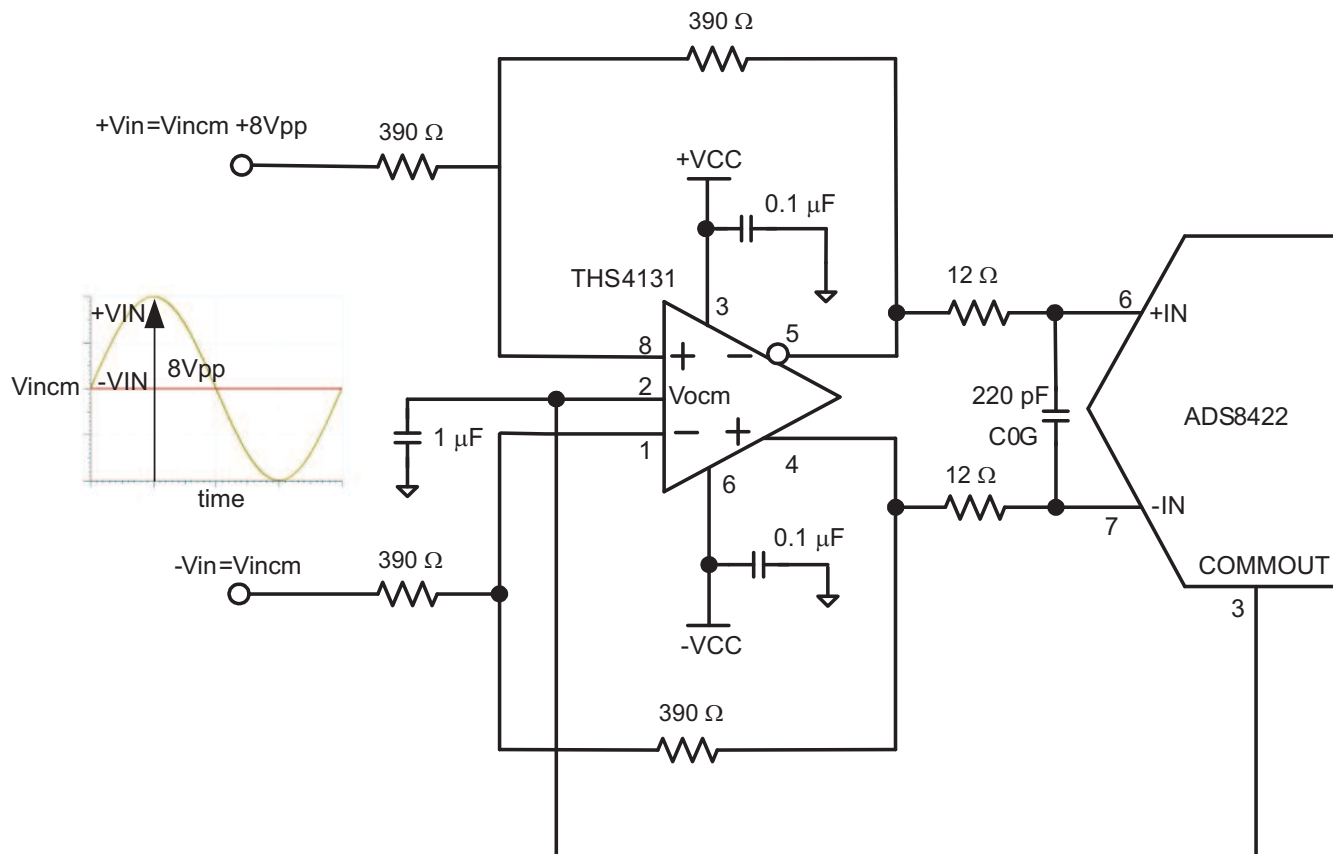 390 Ω
+Vin=Vincm +8Vpp
390 Ω
+VCC
0.1 μF
THS4131
3
12 Ω
6
+IN
5
8
+
−
+VIN
8Vpp
Vincm
-VIN
2
Vocm
220 pF
C0G
ADS8422
1 μF
1
−
+
4
12 Ω
time
6
7
-IN
0.1 μF
-Vin=Vincm
390 Ω
COMMOUT
3
-VCC
390 Ω